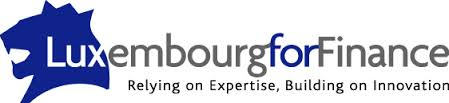 LuxembourgforFinance
Relying on Expertise, Building on Innovation